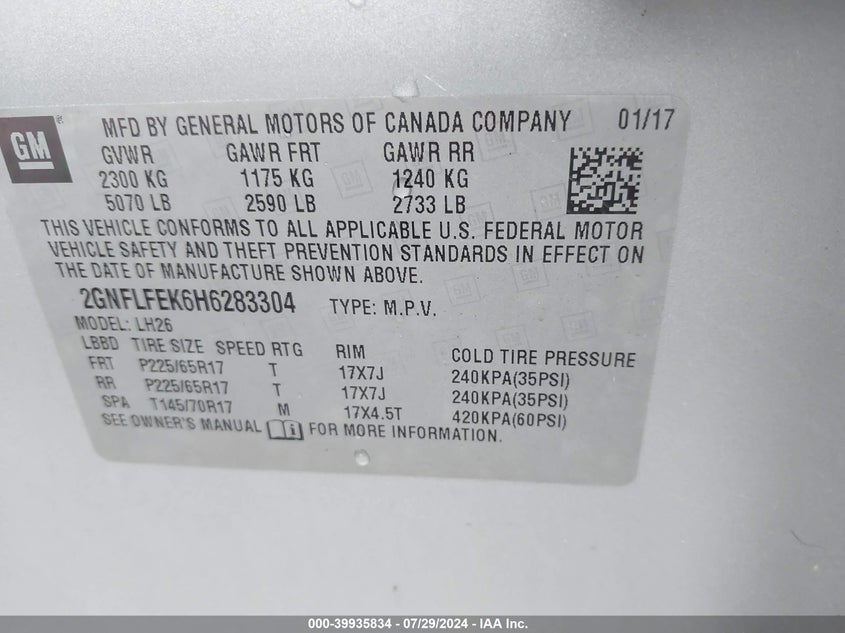 GM® MFD BY GENERAL MOTORS OF CANADA COMPANY 01/17
GVWR GAWR FRT GAWR RR
2300 KG 1175 KG 1240 KG
5070 LB 2590 LB 2733 LB
THIS VEHICLE CONFORMS TO ALL APPLICABLE U.S. FEDERAL MOTOR
VEHICLE SAFETY AND THEFT PREVENTION STANDARDS IN EFFECT ON
THE DATE OF MANUFACTURE SHOWN ABOVE.
2GNFLFEK6H6283304 TYPE: M.P.V.
MODEL: LH26
LBBD TIRE SIZE SPEED RTG RIM COLD TIRE PRESSURE
FRT P225/65R17 T 17X7J 240KPA(35PSI)
RR P225/65R17 T 17X7J 240KPA(35PSI)
SPA T145/70R17 M 17X4.5T 420KPA(60PSI)
SEE OWNER'S MANUAL i FOR MORE INFORMATION.
000-39935834 - 07/29/2024 - IAA Inc.